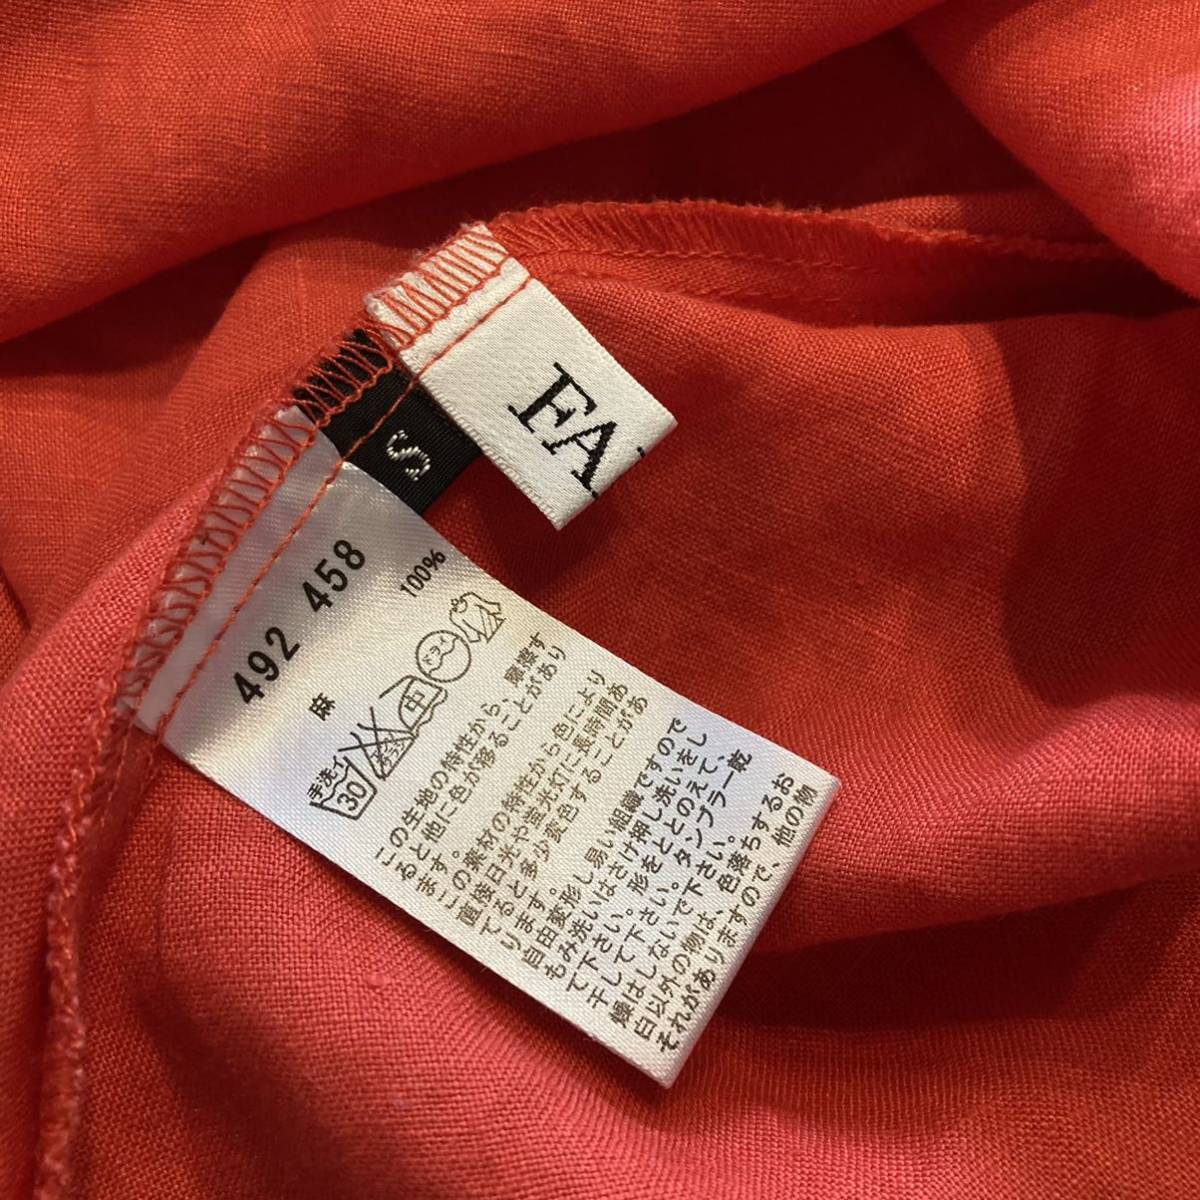 FA
S
492 458
麻 100%
手洗イ
30
エンソサラシ
中
ドライ
この生地の特性から、摩擦す
ると他に色が移ることがあり
ます。
この素材の特性から色により
直接日光や蛍光灯に長時間あ
てると多少変色することがあ
ります。
自由変形し易い組織ですので
もみ洗いはさけ押し洗いをし
て下さい。形をととのえて、
干して下さい。タンブラー乾
燥はしないで下さい。
白以外の物は、色落ちするお
それがありますので、他の物